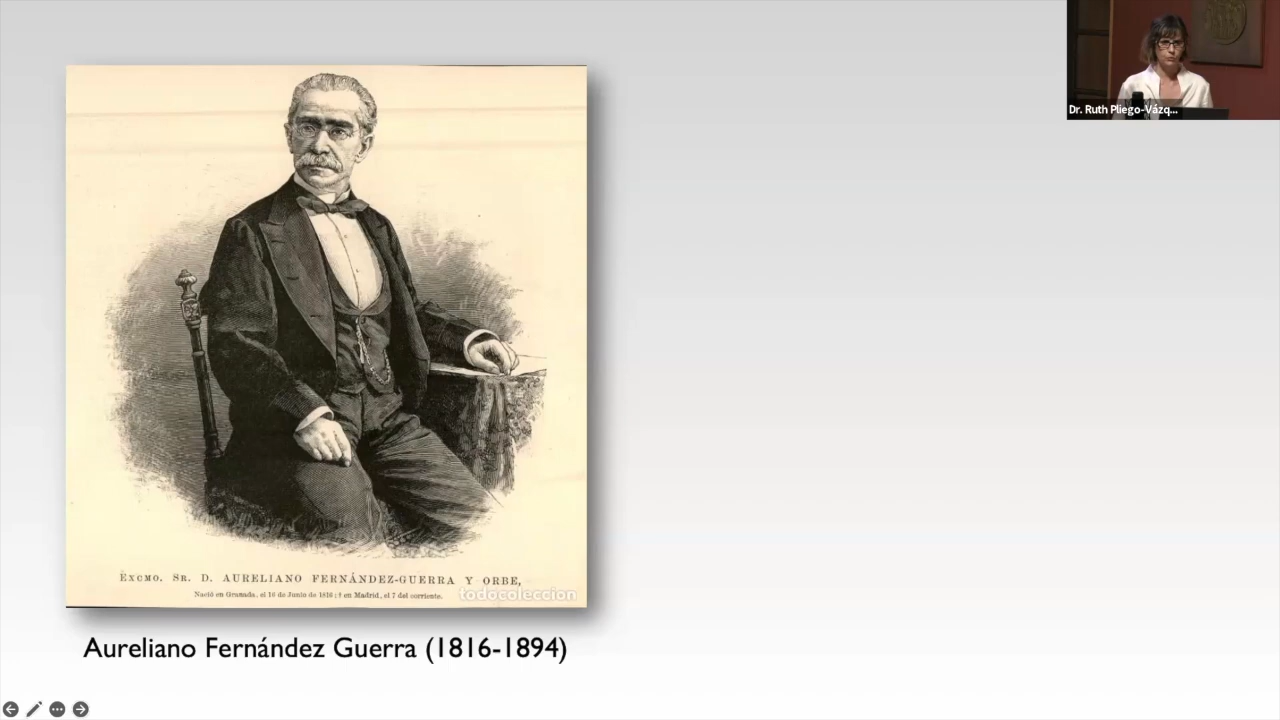 Dr. Ruth Pliego-Vázq...
EXCMO. SR. D. AURELIANO FERNÁNDEZ-GUERRA Y ORBE,
Nació en Granada, el 16 de Junio de 1816; † en Madrid, el 7 del corriente.
todocoleccion
Aureliano Fernández Guerra (1816-1894)